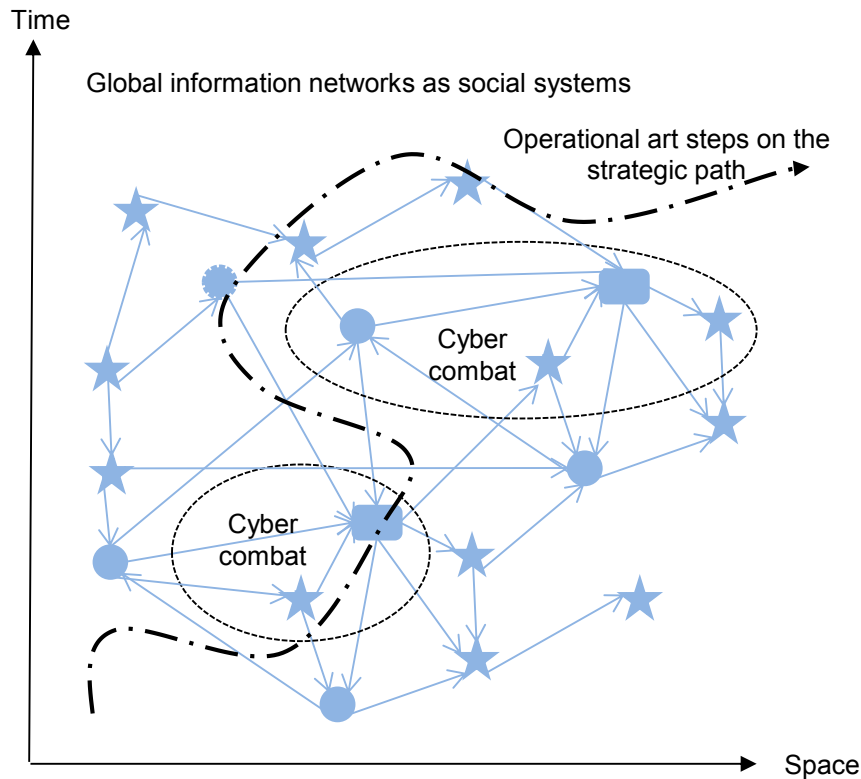 Time
Global information networks as social systems
Operational art steps on the
strategic path
Cyber
combat
Cyber
combat
Space